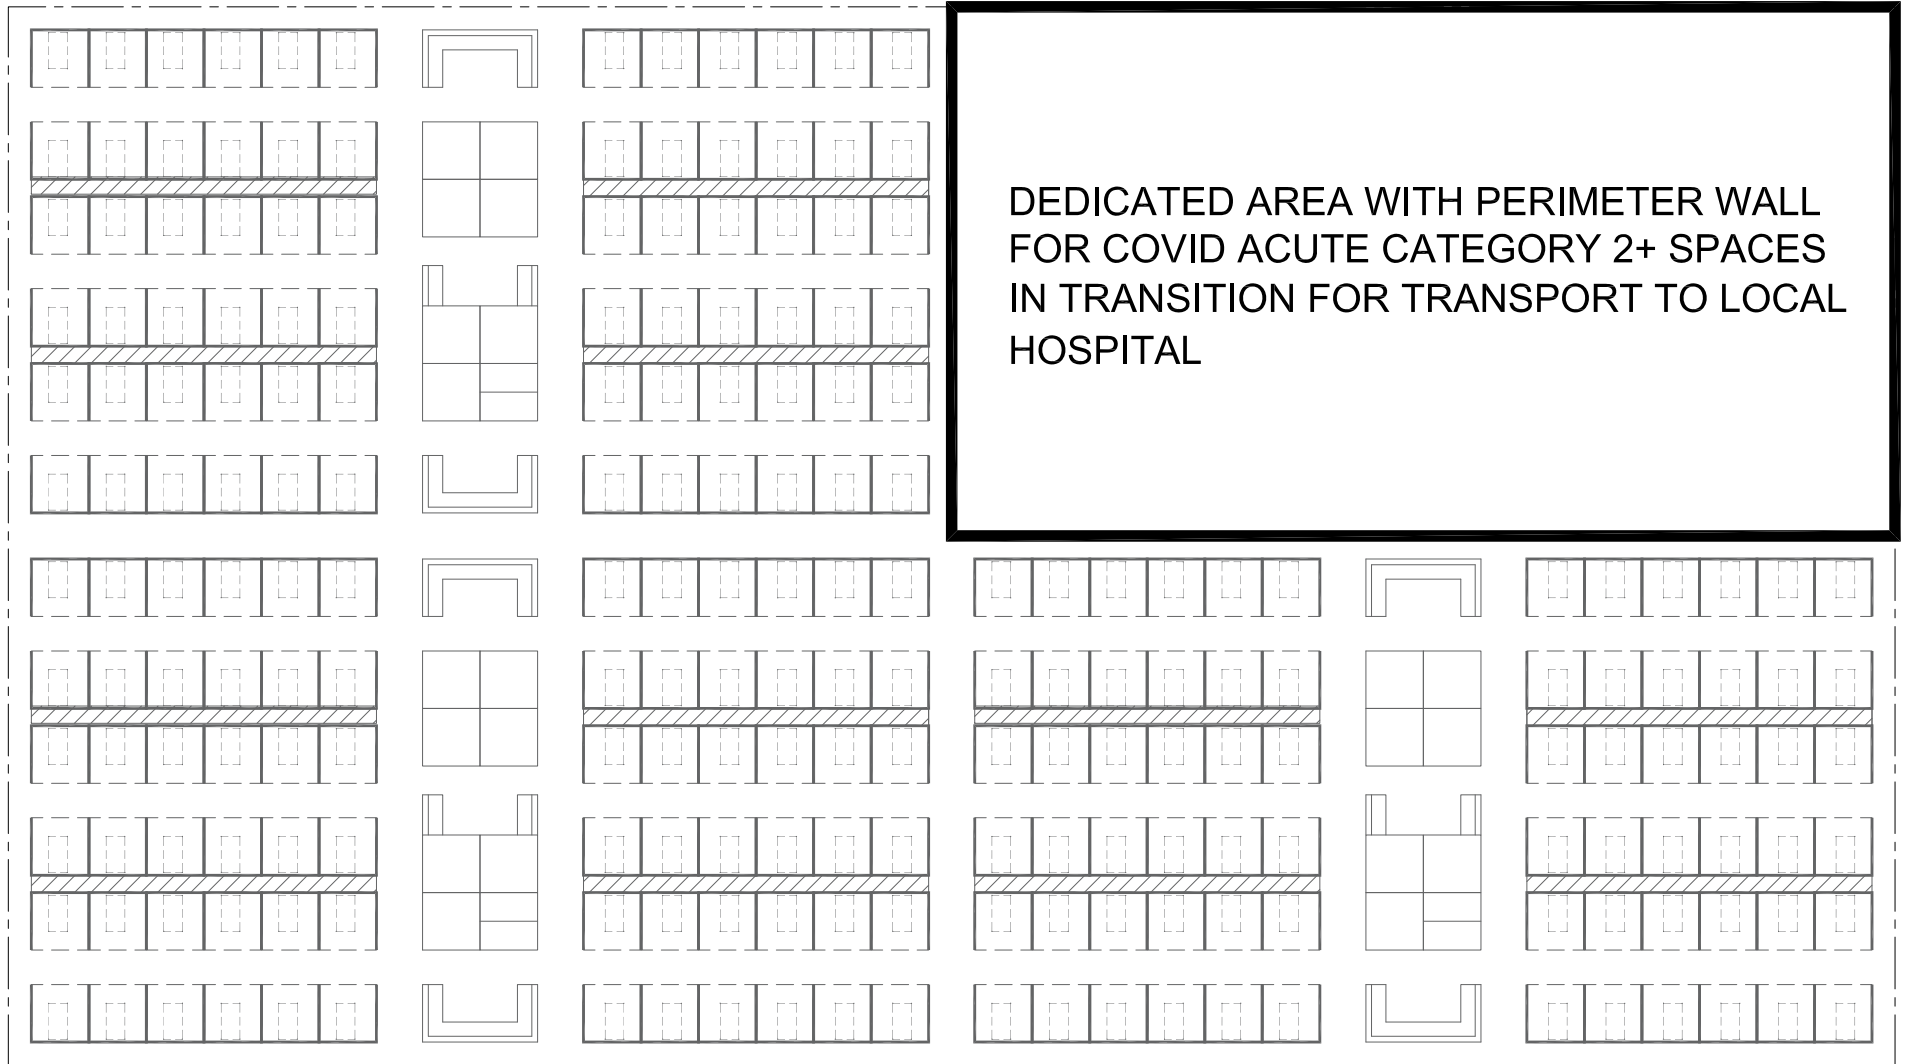 DEDICATED AREA WITH PERIMETER WALL
FOR COVID ACUTE CATEGORY 2+ SPACES
IN TRANSITION FOR TRANSPORT TO LOCAL
HOSPITAL